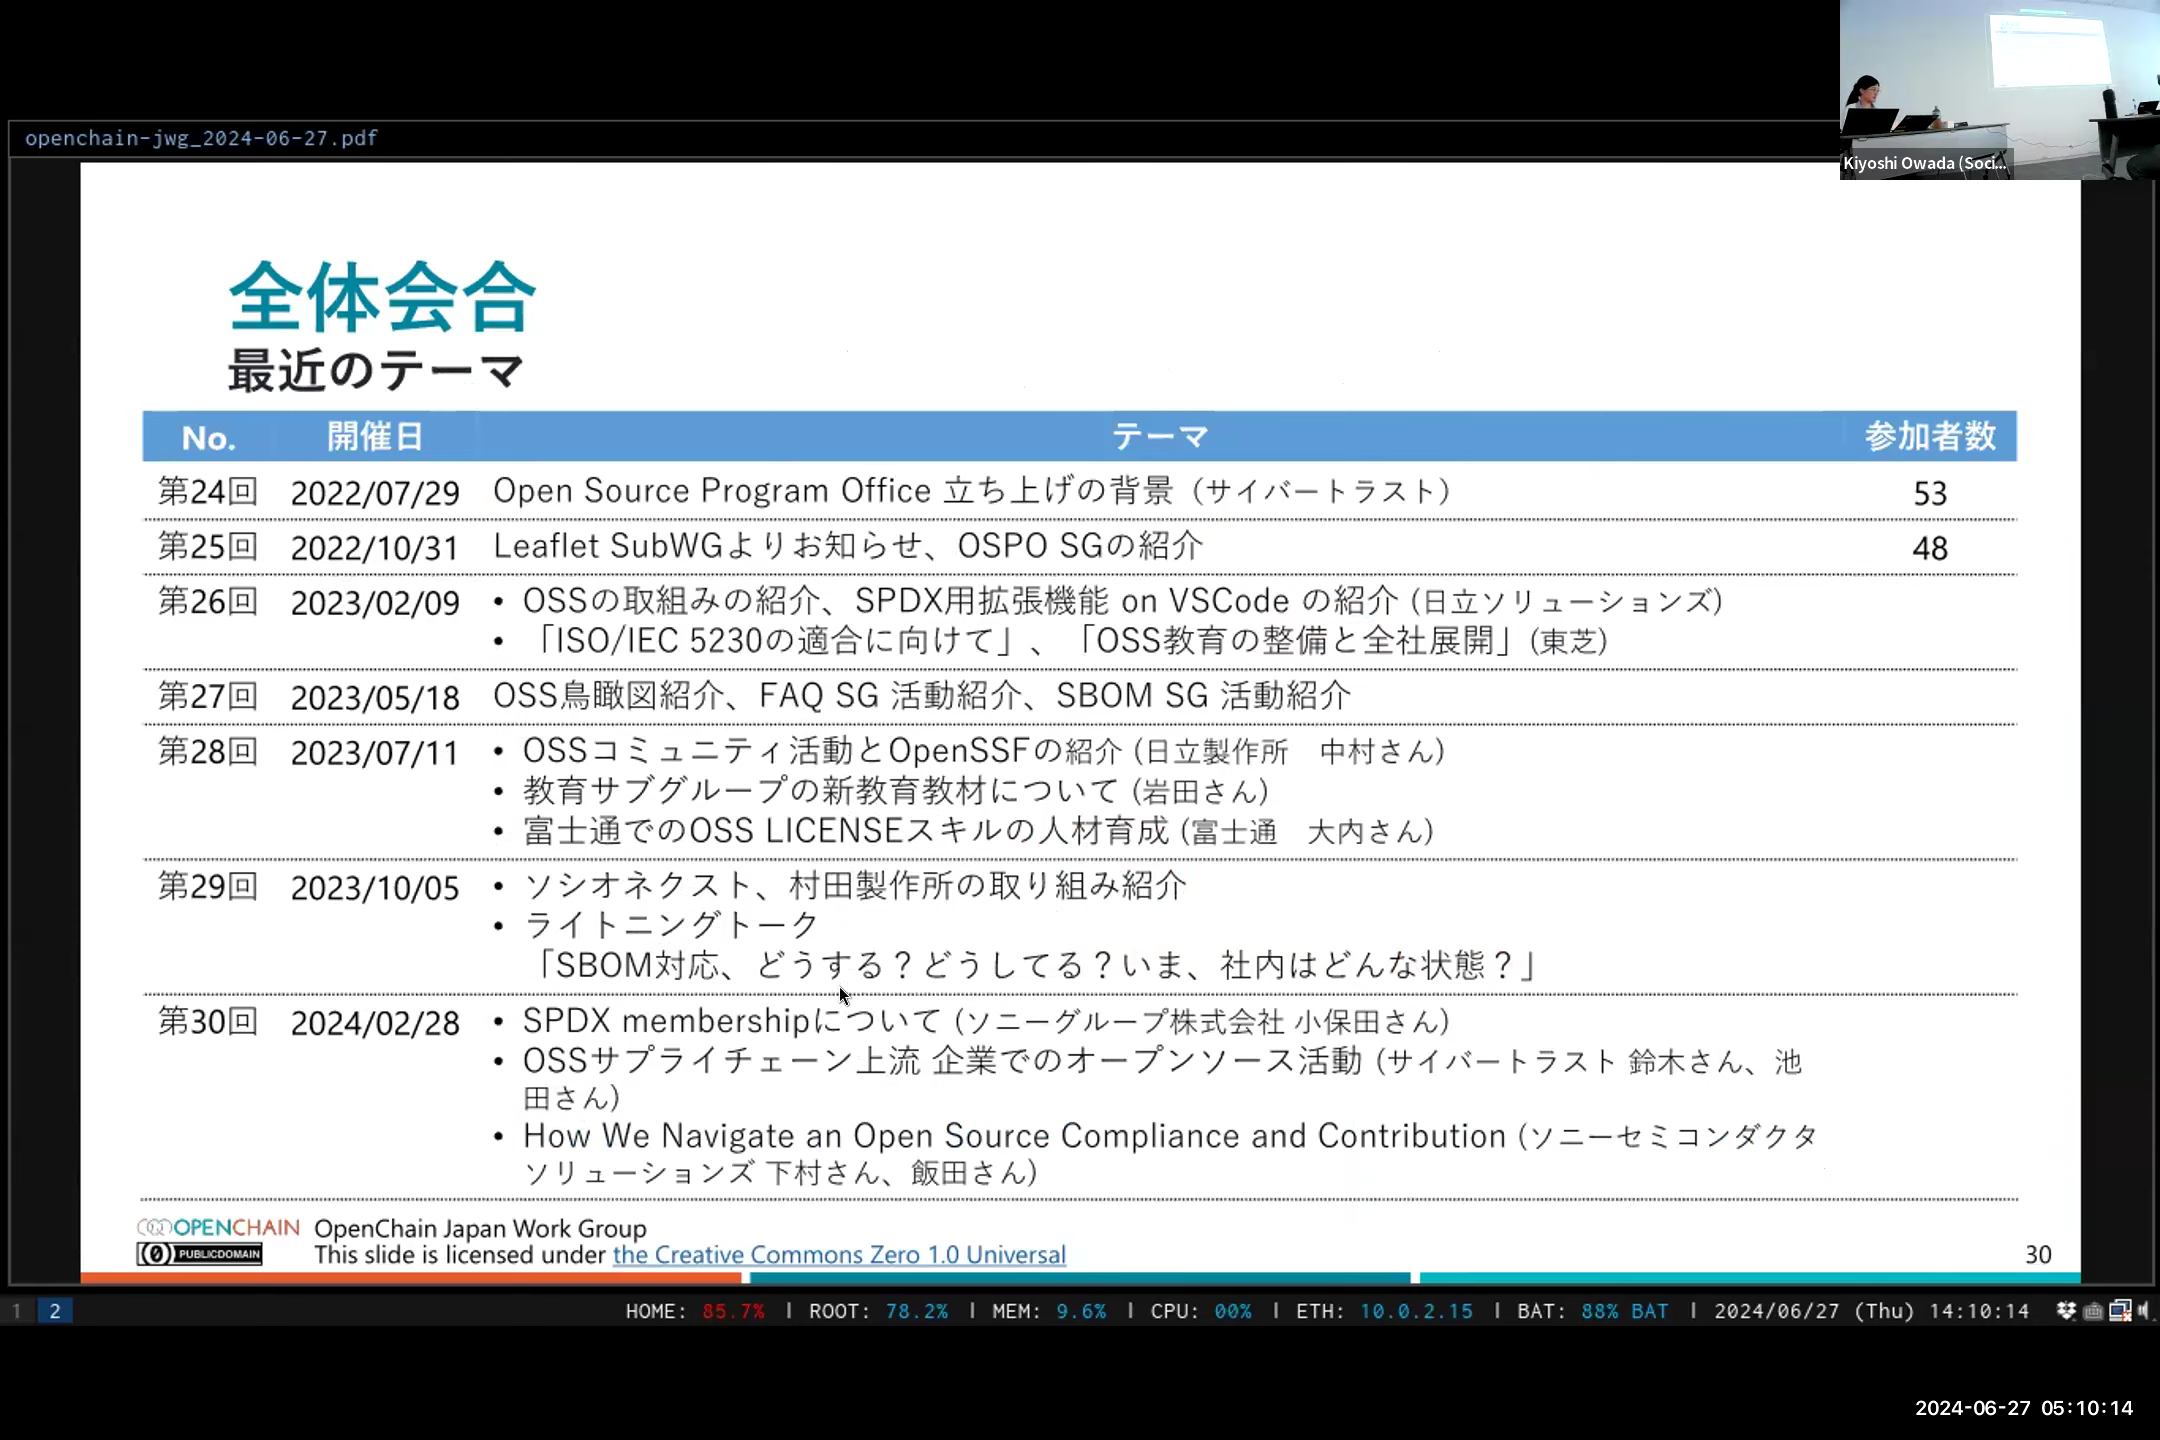 Kiyoshi Owada (Soci...
openchain-jwg_2024-06-27.pdf
全体会合
最近のテーマ
No. 開催日 テーマ 参加者数
第24回 2022/07/29 Open Source Program Office 立ち上げの背景（サイバートラスト） 53
第25回 2022/10/31 Leaflet SubWGよりお知らせ、OSPO SGの紹介 48
第26回 2023/02/09 • OSSの取組みの紹介、SPDX用拡張機能 on VSCode の紹介 (日立ソリューションズ)
• 「ISO/IEC 5230の適合に向けて」、「OSS教育の整備と全社展開」(東芝)
第27回 2023/05/18 OSS鳥瞰図紹介、FAQ SG 活動紹介、SBOM SG 活動紹介
第28回 2023/07/11 • OSSコミュニティ活動とOpenSSFの紹介 (日立製作所　中村さん)
• 教育サブグループの新教育教材について (岩田さん)
• 富士通でのOSS LICENSEスキルの人材育成 (富士通　大内さん)
第29回 2023/10/05 • ソシオネクスト、村田製作所の取り組み紹介
• ライトニングトーク
「SBOM対応、どうする？どうしてる？いま、社内はどんな状態？」
第30回 2024/02/28 • SPDX membershipについて (ソニーグループ株式会社 小保田さん)
• OSSサプライチェーン上流 企業でのオープンソース活動 (サイバートラスト 鈴木さん、池
田さん)
• How We Navigate an Open Source Compliance and Contribution (ソニーセミコンダクタ
ソリューションズ 下村さん、飯田さん)
OPENCHAIN OpenChain Japan Work Group
PUBLIC DOMAIN This slide is licensed under the Creative Commons Zero 1.0 Universal
30
1 2 HOME: 85.7% | ROOT: 78.2% | MEM: 9.6% | CPU: 00% | ETH: 10.0.2.15 | BAT: 88% BAT | 2024/06/27 (Thu) 14:10:14
2024-06-27 05:10:14